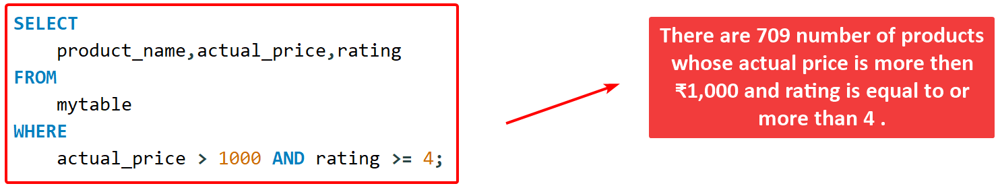 SELECT
product_name,actual_price,rating
FROM
mytable
WHERE
actual_price > 1000 AND rating >= 4;
There are 709 number of products
whose actual price is more then
₹1,000 and rating is equal to or
more than 4 .